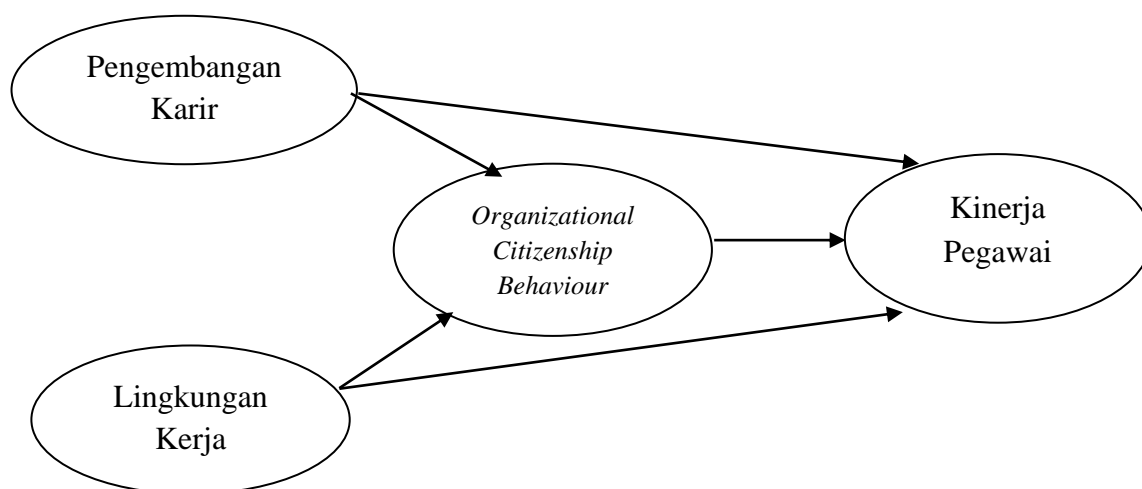 Pengembangan
Karir
Organizational
Citizenship
Behaviour
Kinerja
Pegawai
Lingkungan
Kerja